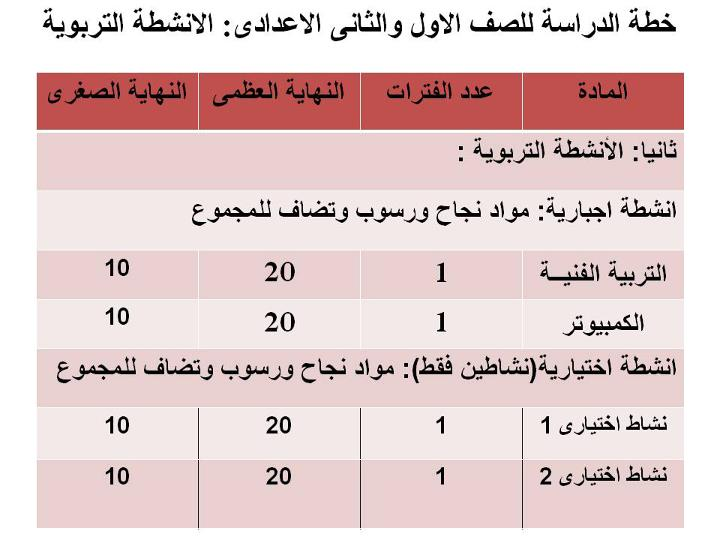 خطة الدراسة للصف الاول والثانى الاعدادى: الانشطة التربوية
المادة عدد الفترات النهاية العظمى النهاية الصغرى
ثانيا: الأنشطة التربوية :
انشطة اجبارية: مواد نجاح ورسوب وتضاف للمجموع
التربية الفنيــة 1 20 10
الكمبيوتر 1 20 10
انشطة اختيارية(نشاطين فقط): مواد نجاح ورسوب وتضاف للمجموع
نشاط اختيارى 1 1 20 10
نشاط اختيارى 2 1 20 10